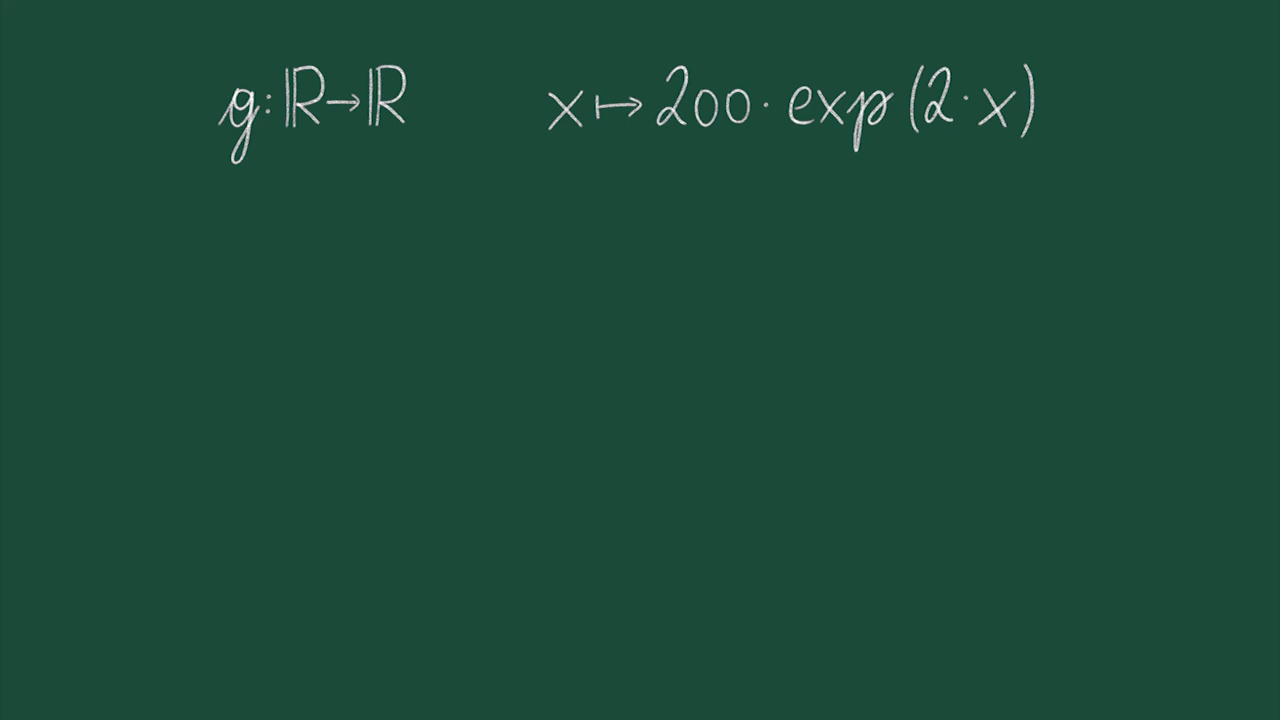 g: ℝ→ℝ x ↦ 200 · exp(2 · x)